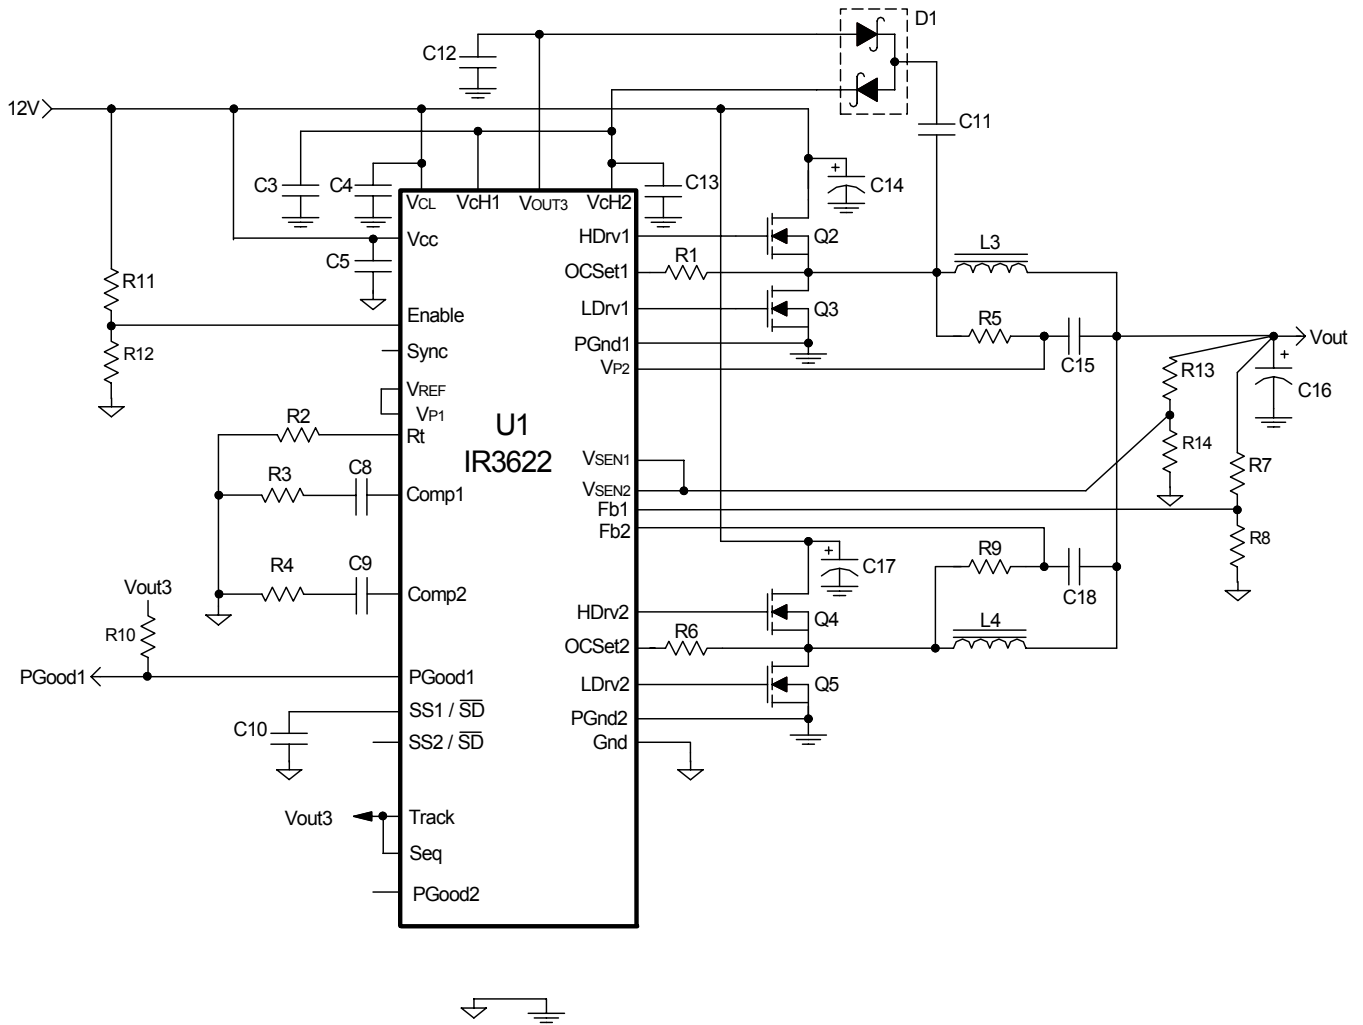 D1
C12
12V
C11
C3
C4
C13
C14
VCL
VcH1
VOUT3
VcH2
Vcc
HDrv1
Q2
L3
C5
OCSet1
R1
R11
Enable
LDrv1
Q3
R5
Vout
R12
Sync
PGnd1
VP2
C15
R13
C16
VREF
VP1
R2
Rt
U1
IR3622
R14
R3
C8
Comp1
VSEN1
VSEN2
R7
Fb1
Fb2
R9
R8
R4
C9
C17
C18
Vout3
Comp2
HDrv2
Q4
R10
OCSet2
R6
L4
PGood1
PGood1
LDrv2
Q5
SS1 / SD
PGnd2
C10
SS2 / SD
Gnd
Vout3
Track
Seq
PGood2